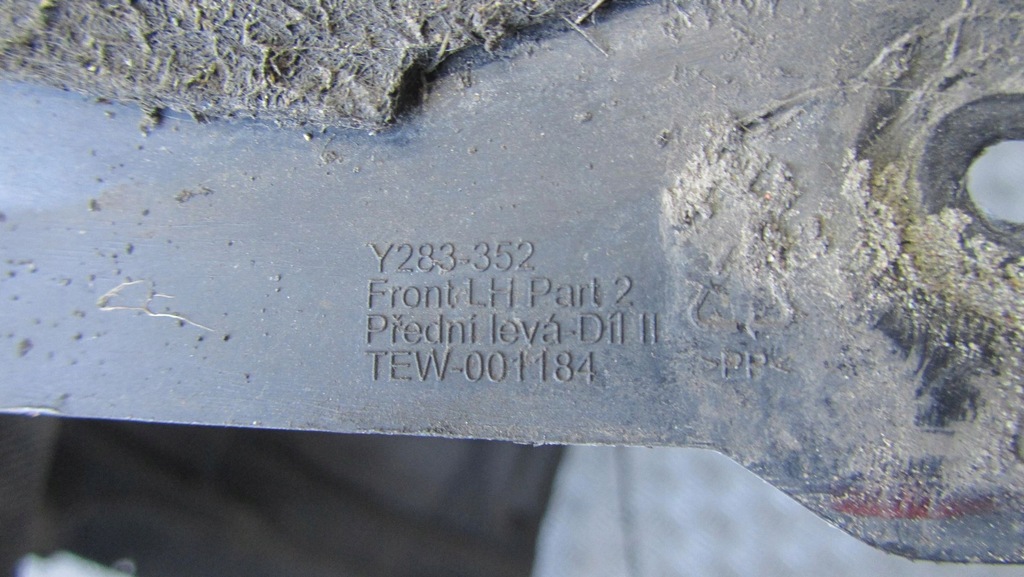 Y283-352
Front LH Part 2
Přední levá-Díl II
TEW-001184
>PP<